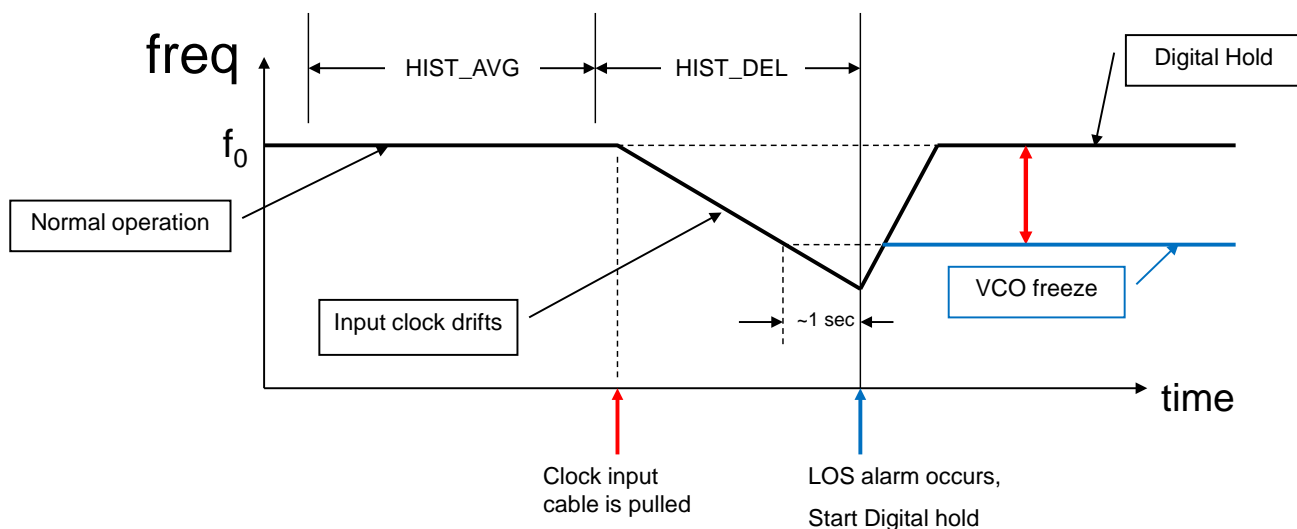 freq
HIST_AVG
HIST_DEL
Digital Hold
f₀
Normal operation
Input clock drifts
~1 sec
VCO freeze
time
Clock input
cable is pulled
LOS alarm occurs,
Start Digital hold